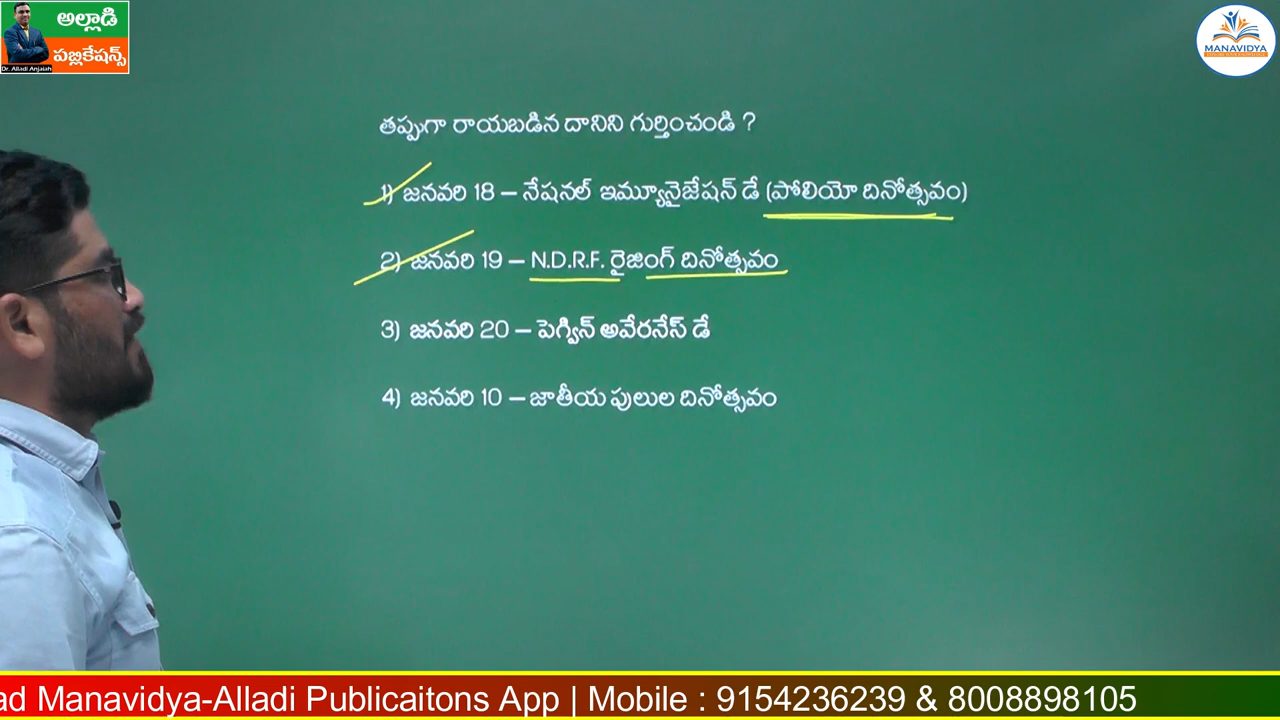 అల్లాడి
పబ్లికేషన్స్
Dr. Alladi Anjaiah
MANAVIDYA
తప్పుగా రాయబడిన దానిని గుర్తించండి ?
1) జనవరి 18 – నేషనల్ ఇమ్యూనైజేషన్ డే (పోలియో దినోత్సవం)
2) జనవరి 19 – N.D.R.F. రైజింగ్ దినోత్సవం
3) జనవరి 20 – పెగ్విన్ అవేరనేస్ డే
4) జనవరి 10 – జాతీయ పులుల దినోత్సవం
ad Manavidya-Alladi Publicaitons App | Mobile : 9154236239 & 8008898105